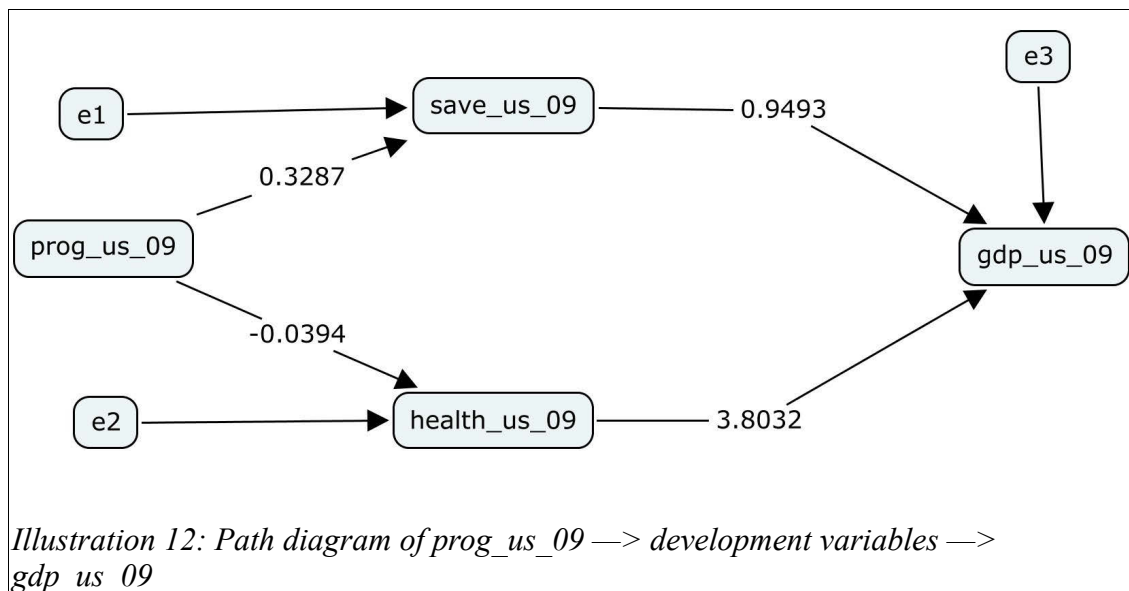 e3
save_us_09
0.9493
e1
0.3287
prog_us_09
gdp_us_09
-0.0394
health_us_09
3.8032
e2
Illustration 12: Path diagram of prog_us_09 —> development variables —>
gdp_us_09